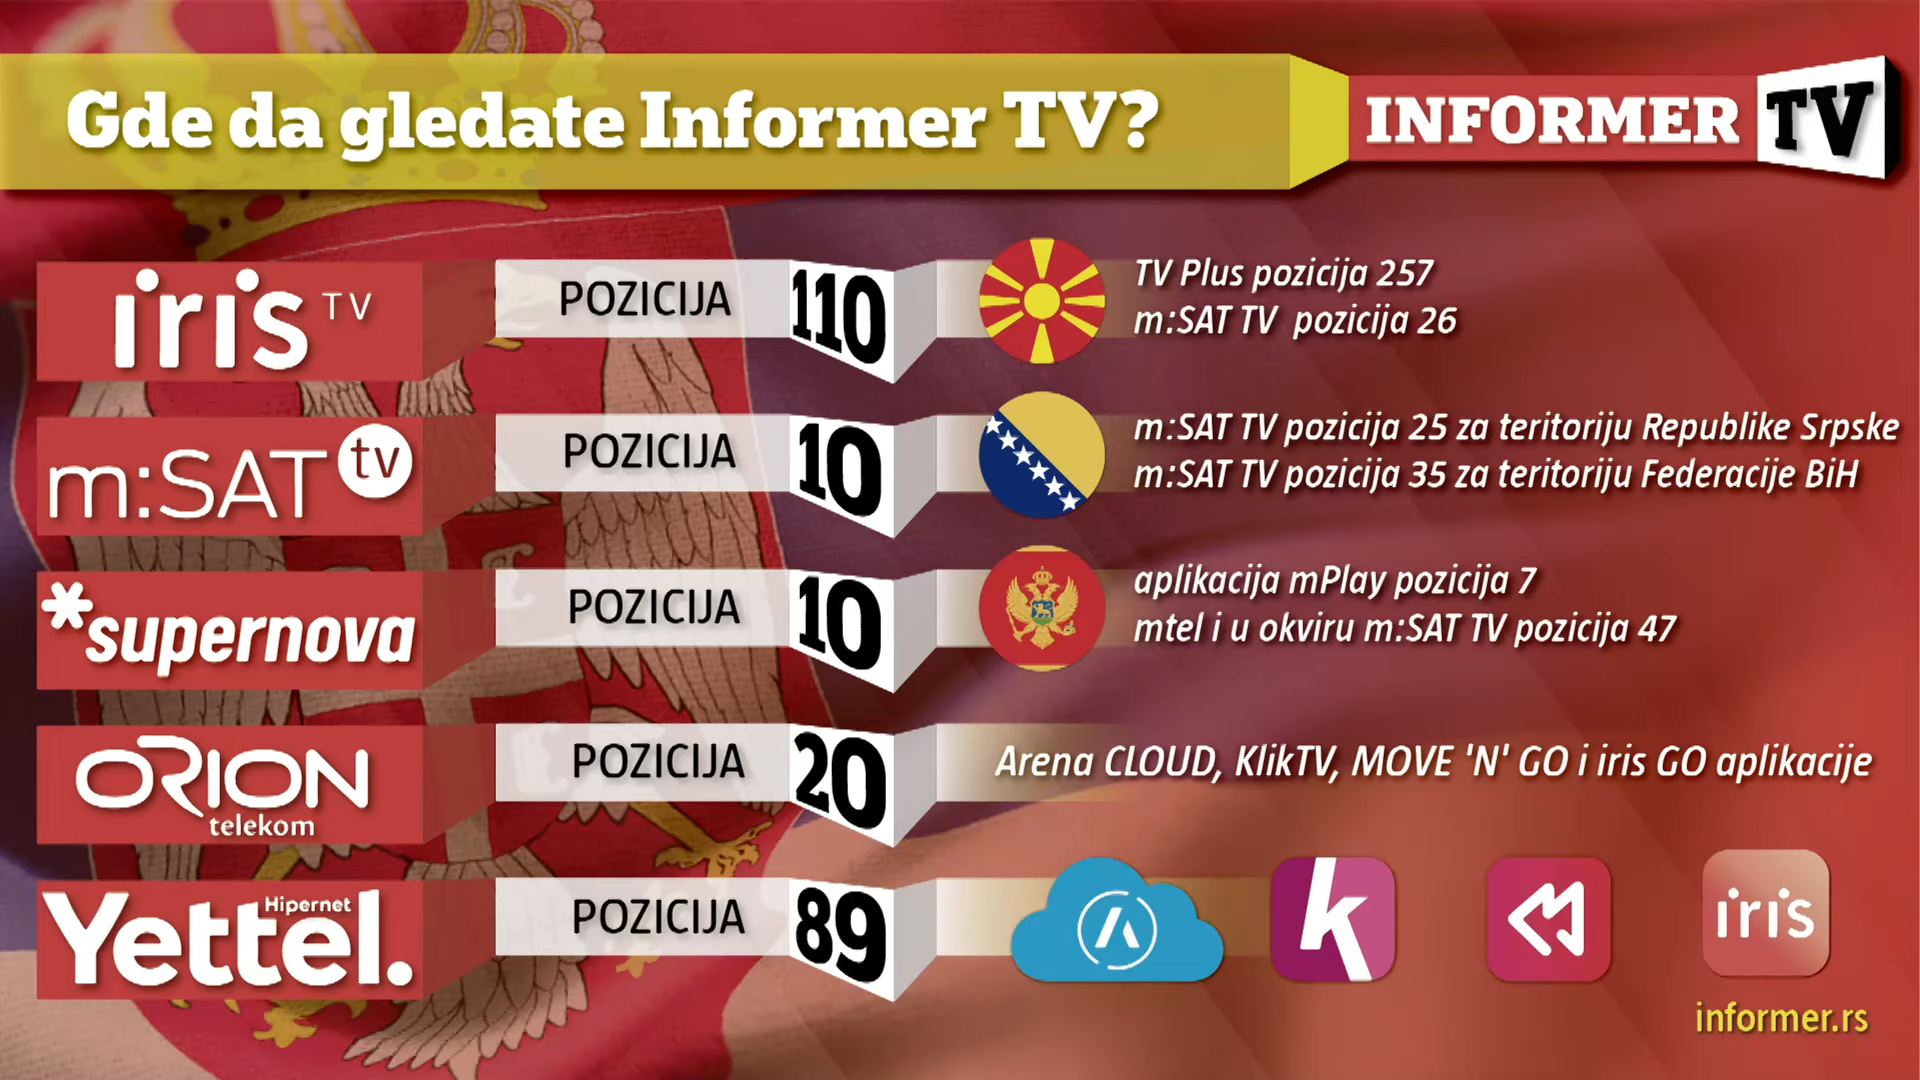 Gde da gledate Informer TV?
INFORMER TV
iris TV
POZICIJA 110
m:SAT tv
POZICIJA 10
*supernova
POZICIJA 10
ORION telekom
POZICIJA 20
Yettel. Hipernet
POZICIJA 89
TV Plus pozicija 257
m:SAT TV pozicija 26
m:SAT TV pozicija 25 za teritoriju Republike Srpske
m:SAT TV pozicija 35 za teritoriju Federacije BiH
aplikacija mPlay pozicija 7
mtel i u okviru m:SAT TV pozicija 47
Arena CLOUD, KlikTV, MOVE 'N' GO i iris GO aplikacije
k
iris
informer.rs